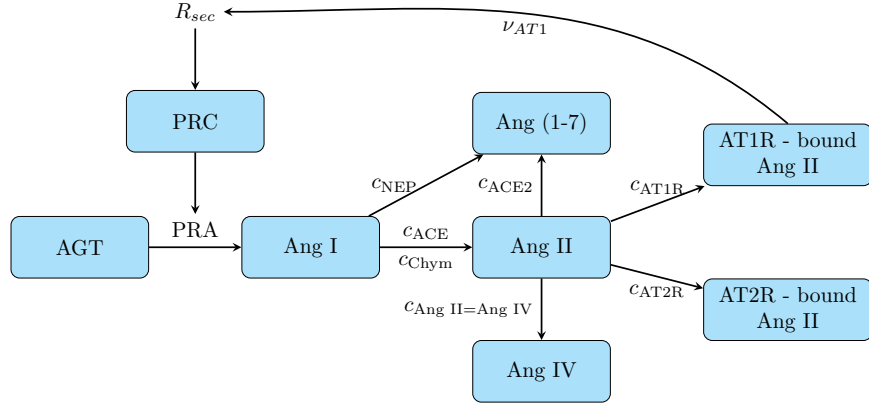 R_sec
ν_AT1
PRC
Ang (1-7)
AT1R - bound
Ang II
c_NEP
c_ACE2
c_AT1R
AGT
PRA
Ang I
c_ACE
c_Chym
Ang II
c_AT2R
AT2R - bound
Ang II
c_Ang II=Ang IV
Ang IV